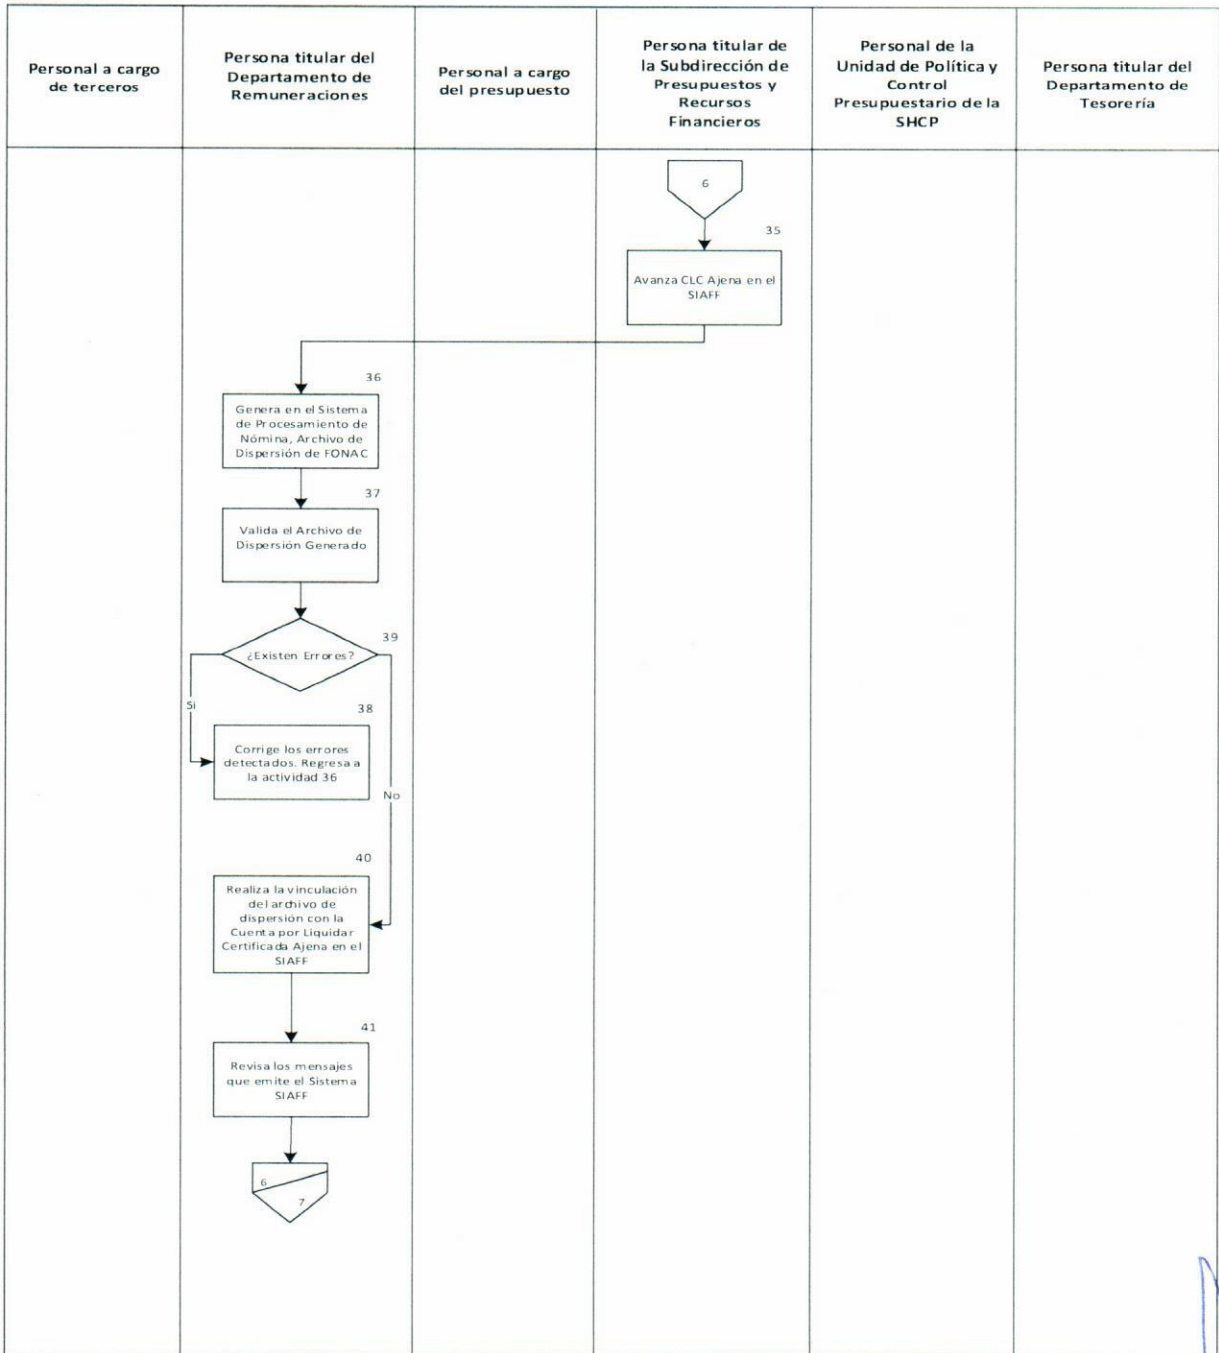 Personal a cargo
de terceros
Persona titular del
Departamento de
Remuneraciones
Personal a cargo
del presupuesto
Persona titular de
la Subdirección de
Presupuestos y
Recursos
Financieros
Personal de la
Unidad de Política y
Control
Presupuestario de la
SHCP
Persona titular del
Departamento de
Tesorería
6
35
Avanza CLC Ajena en el
SIAFF
36
Genera en el Sistema
de Procesamiento de
Nómina, Archivo de
Dispersión de FONAC
37
Valida el Archivo de
Dispersión Generado
39
¿Existen Errores?
Si
38
Corrige los errores
detectados. Regresa a
la actividad 36
No
40
Realiza la vinculación
del archivo de
dispersión con la
Cuenta por Liquidar
Certificada Ajena en el
SIAFF
41
Revisa los mensajes
que emite el Sistema
SIAFF
6
7